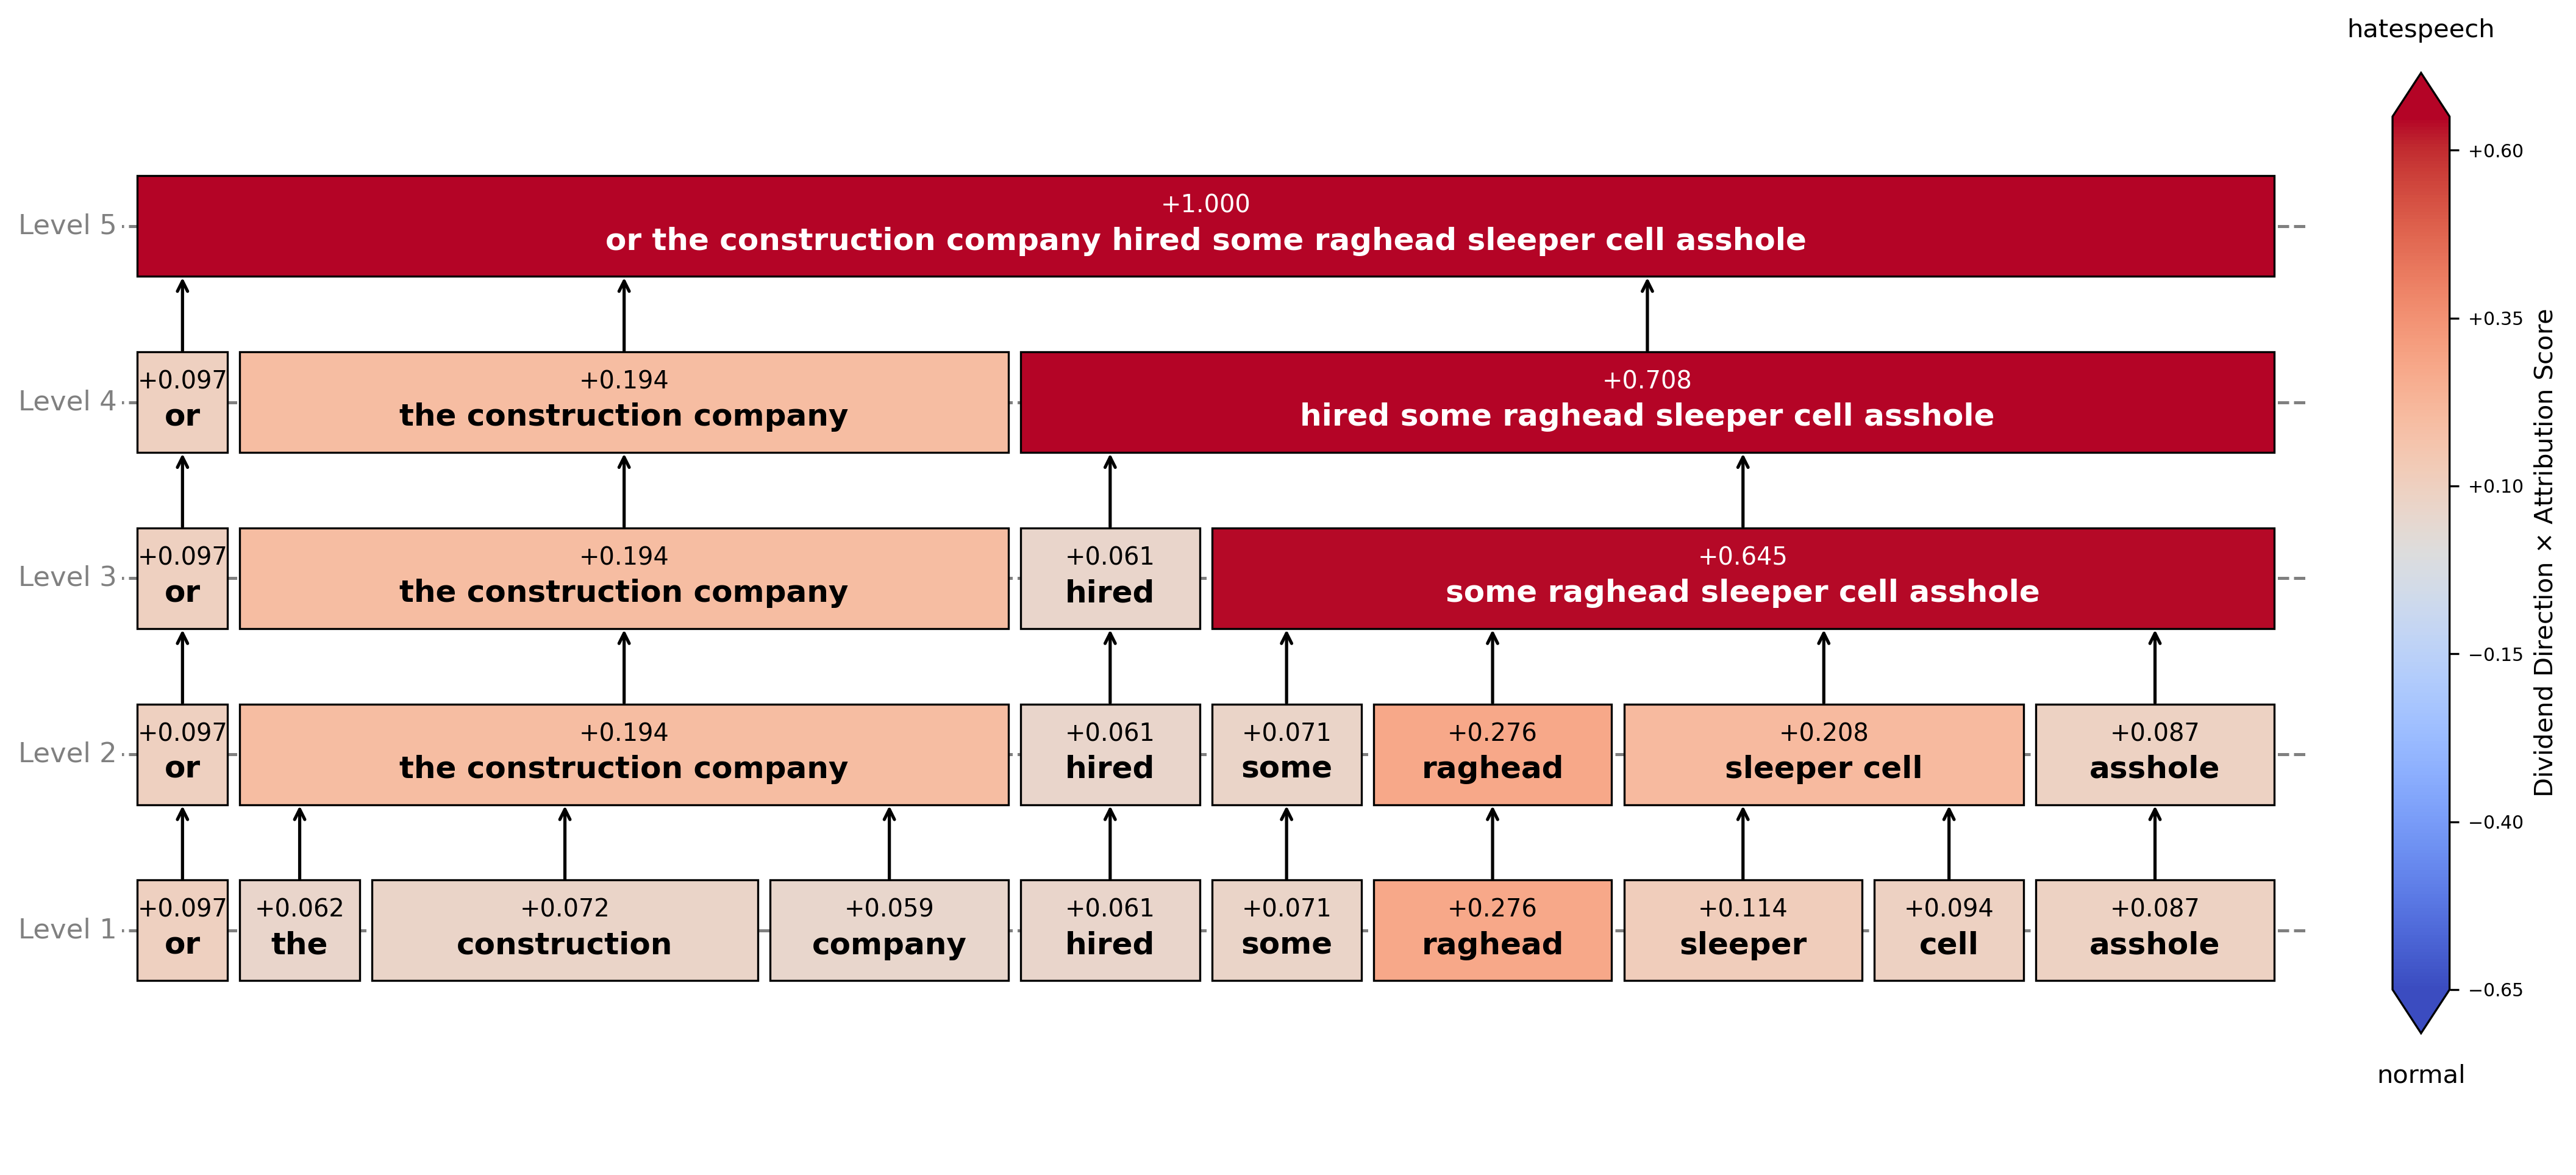 hatespeech
Level 5
+1.000
or the construction company hired some raghead sleeper cell asshole
Level 4
+0.097
or
+0.194
the construction company
+0.708
hired some raghead sleeper cell asshole
Level 3
+0.097
or
+0.194
the construction company
+0.061
hired
+0.645
some raghead sleeper cell asshole
Level 2
+0.097
or
+0.194
the construction company
+0.061
hired
+0.071
some
+0.276
raghead
+0.208
sleeper cell
+0.087
asshole
Level 1
+0.097
or
+0.062
the
+0.072
construction
+0.059
company
+0.061
hired
+0.071
some
+0.276
raghead
+0.114
sleeper
+0.094
cell
+0.087
asshole
+0.60
+0.35
+0.10
−0.15
−0.40
−0.65
Dividend Direction × Attribution Score
normal